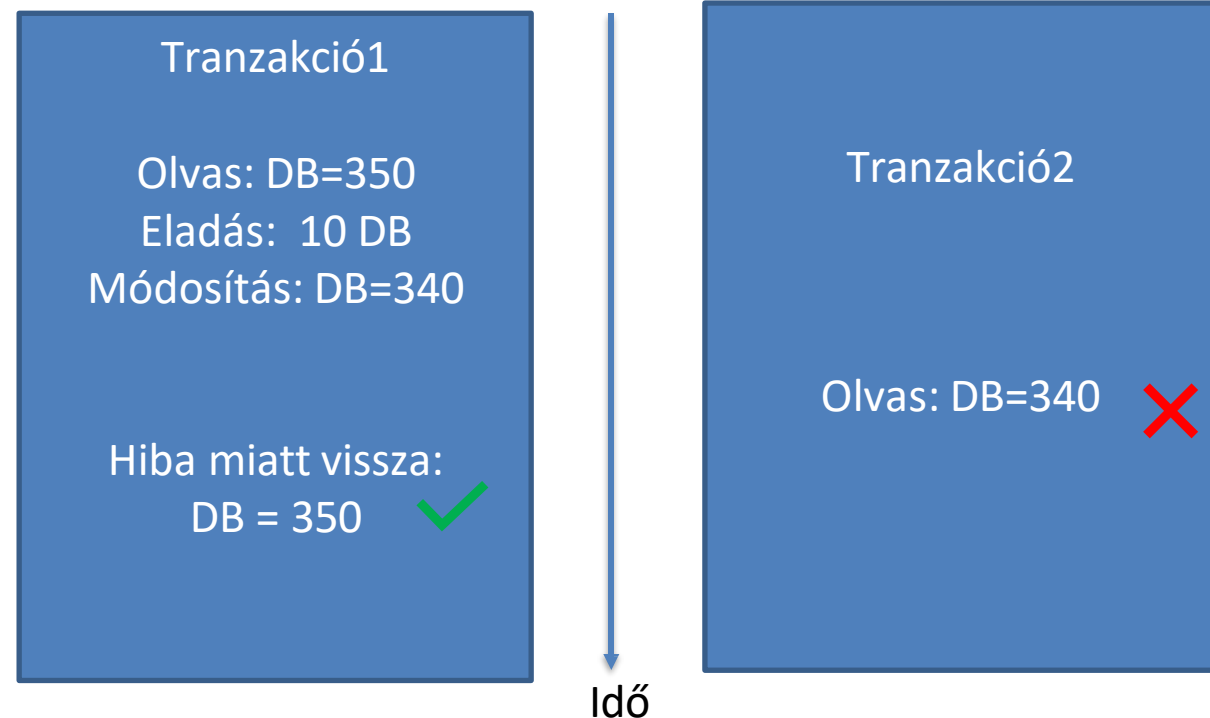 Tranzakció1
Olvas: DB=350
Eladás:  10 DB
Módosítás: DB=340
Hiba miatt vissza:
DB = 350
Idő
Tranzakció2
Olvas: DB=340